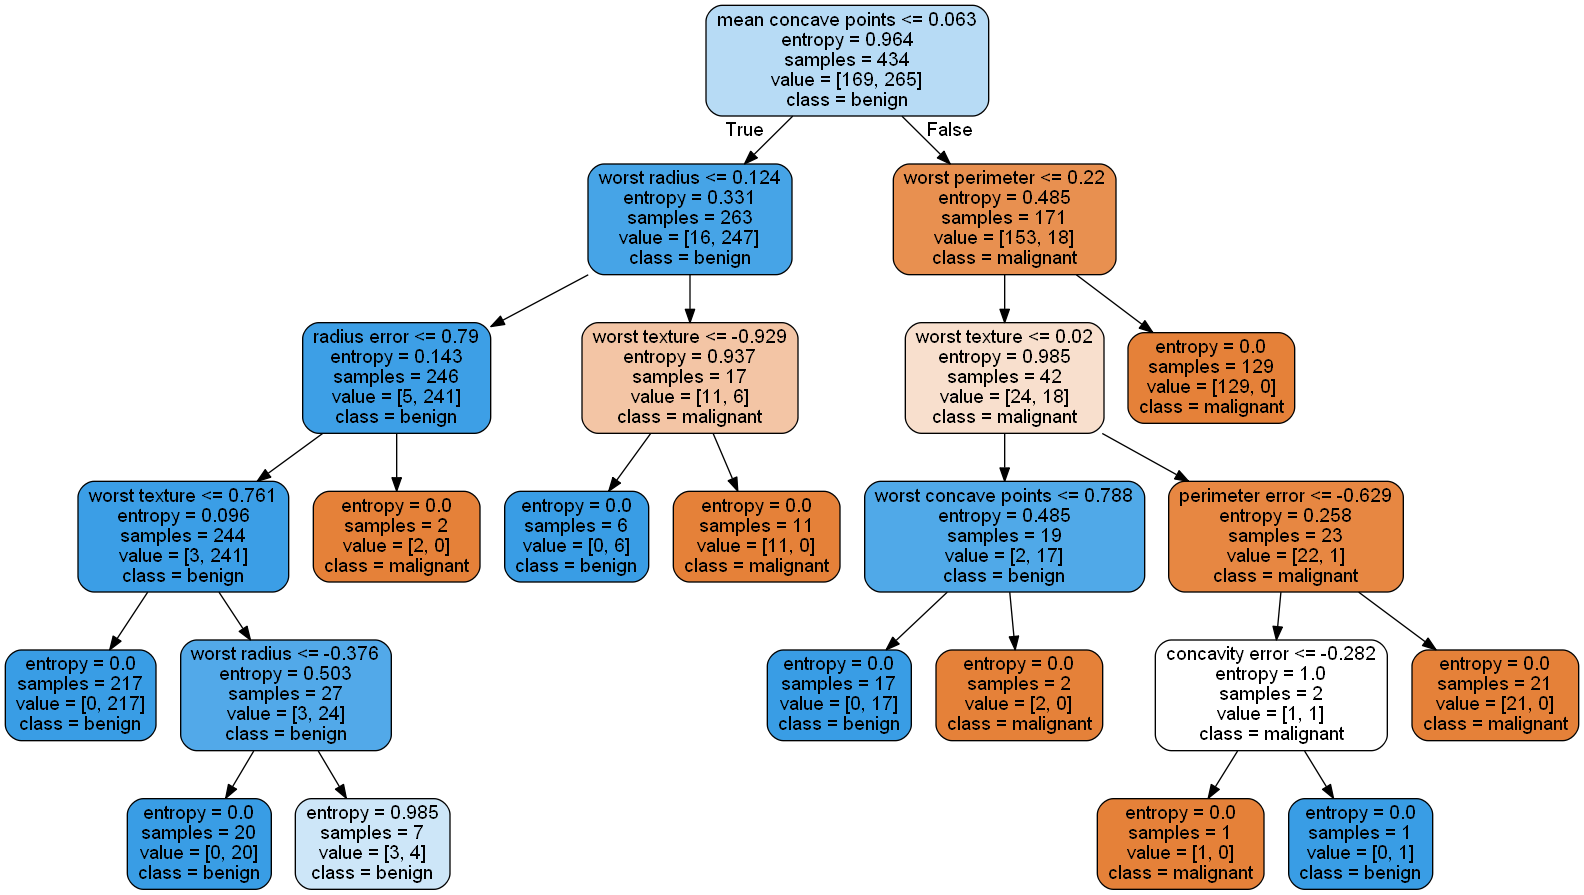 mean concave points <= 0.063
entropy = 0.964
samples = 434
value = [169, 265]
class = benign
True
False
worst radius <= 0.124
entropy = 0.331
samples = 263
value = [16, 247]
class = benign
worst perimeter <= 0.22
entropy = 0.485
samples = 171
value = [153, 18]
class = malignant
radius error <= 0.79
entropy = 0.143
samples = 246
value = [5, 241]
class = benign
worst texture <= -0.929
entropy = 0.937
samples = 17
value = [11, 6]
class = malignant
worst texture <= 0.02
entropy = 0.985
samples = 42
value = [24, 18]
class = malignant
entropy = 0.0
samples = 129
value = [129, 0]
class = malignant
worst texture <= 0.761
entropy = 0.096
samples = 244
value = [3, 241]
class = benign
entropy = 0.0
samples = 2
value = [2, 0]
class = malignant
entropy = 0.0
samples = 6
value = [0, 6]
class = benign
entropy = 0.0
samples = 11
value = [11, 0]
class = malignant
worst concave points <= 0.788
entropy = 0.485
samples = 19
value = [2, 17]
class = benign
perimeter error <= -0.629
entropy = 0.258
samples = 23
value = [22, 1]
class = malignant
entropy = 0.0
samples = 217
value = [0, 217]
class = benign
worst radius <= -0.376
entropy = 0.503
samples = 27
value = [3, 24]
class = benign
entropy = 0.0
samples = 17
value = [0, 17]
class = benign
entropy = 0.0
samples = 2
value = [2, 0]
class = malignant
concavity error <= -0.282
entropy = 1.0
samples = 2
value = [1, 1]
class = malignant
entropy = 0.0
samples = 21
value = [21, 0]
class = malignant
entropy = 0.0
samples = 20
value = [0, 20]
class = benign
entropy = 0.985
samples = 7
value = [3, 4]
class = benign
entropy = 0.0
samples = 1
value = [1, 0]
class = malignant
entropy = 0.0
samples = 1
value = [0, 1]
class = benign